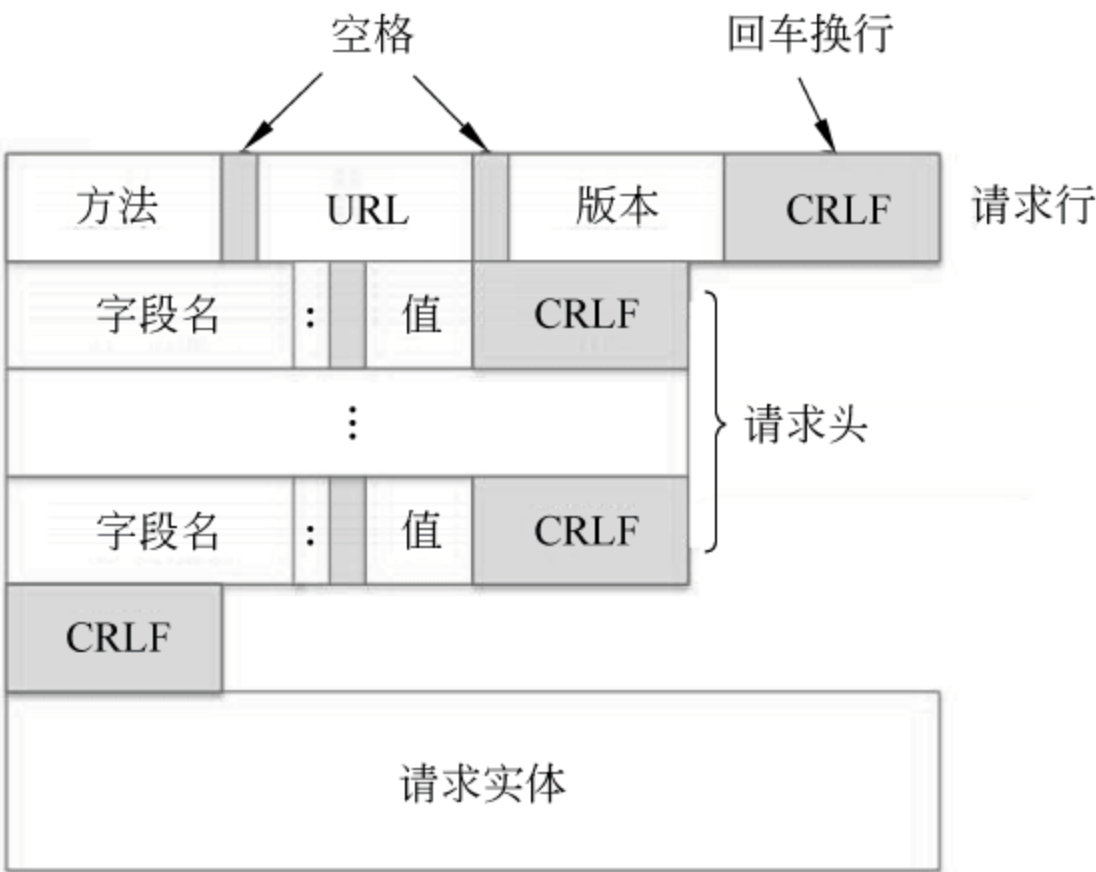 空格 回车换行
方法 URL 版本 CRLF 请求行
字段名 : 值 CRLF
⋮ 请求头
字段名 : 值 CRLF
CRLF
请求实体